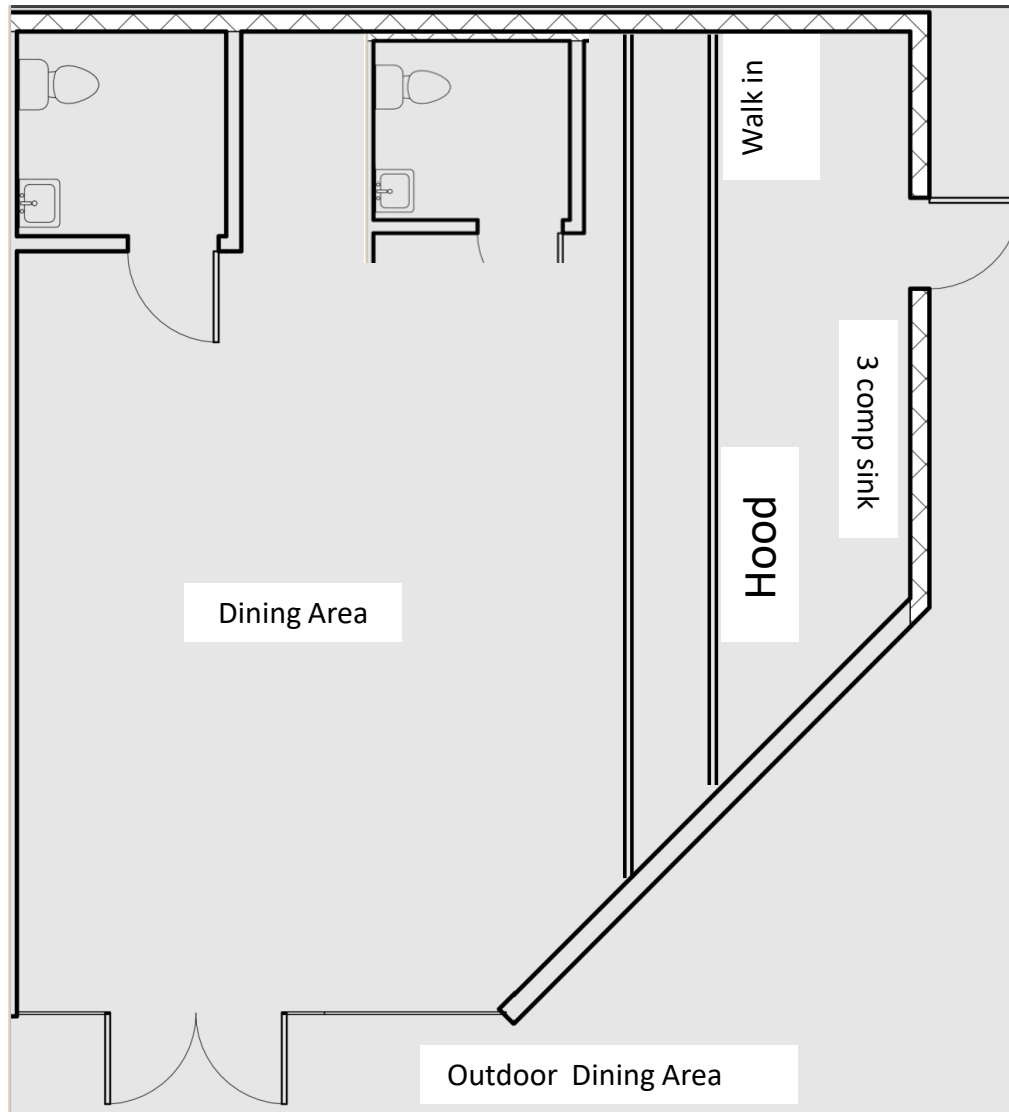 Walk in
3 comp sink
Hood
Dining Area
Outdoor Dining Area